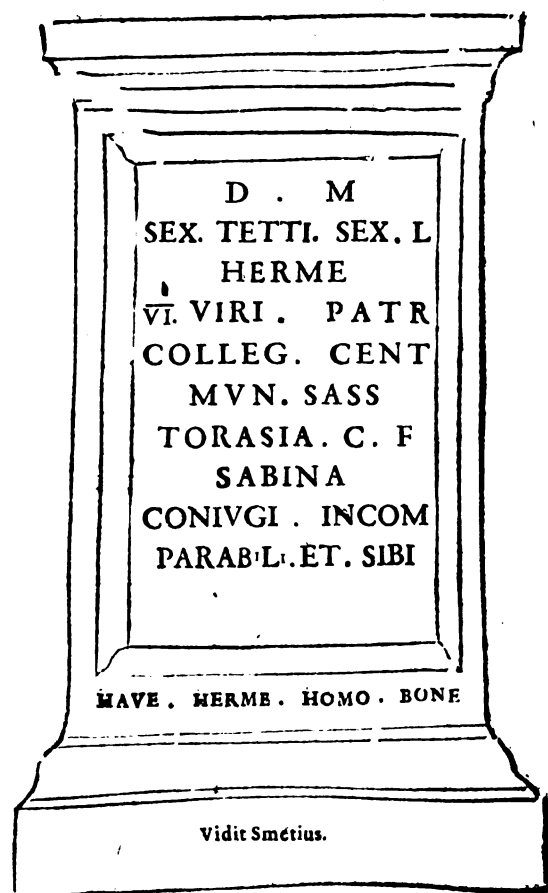 D . M
SEX. TETTI. SEX. L
HERME
VI. VIRI . PATR
COLLEG. CENT
MVN. SASS
TORASIA. C. F
SABINA
CONIVGI . INCOM
PARABILI. ET. SIBI
HAVE . HERME . HOMO . BONE
Vidit Smetius.